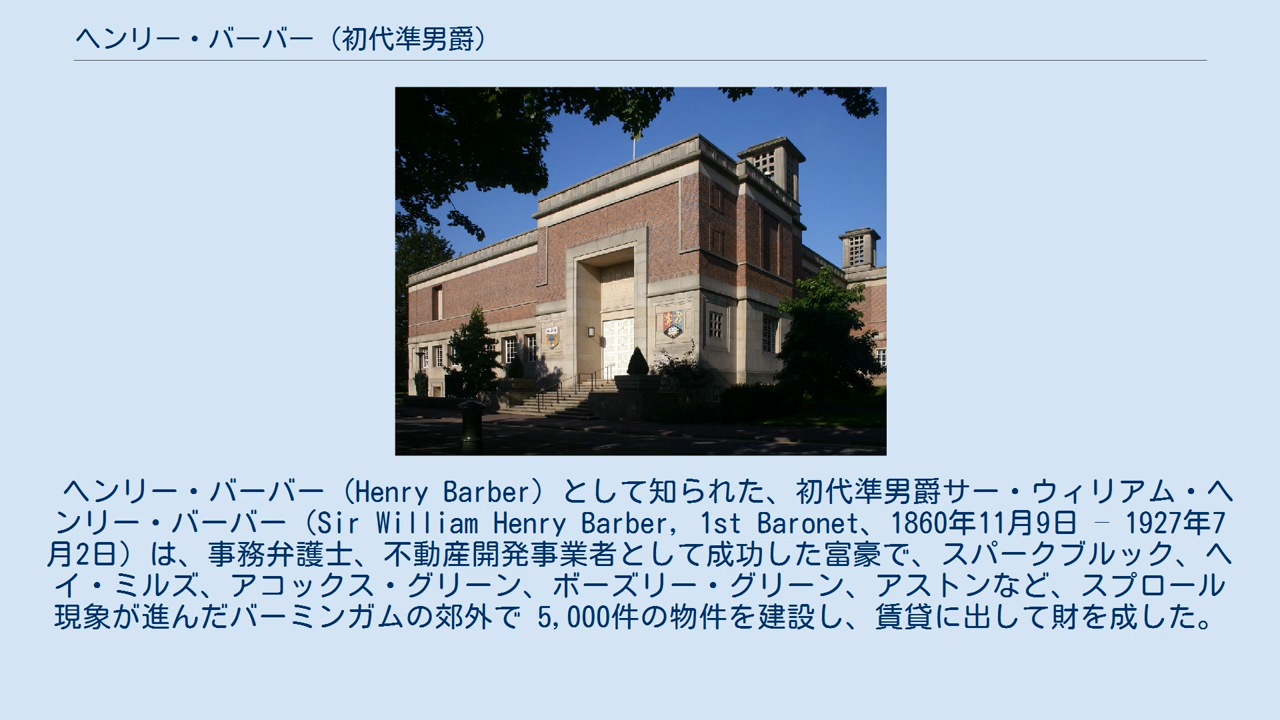 ヘンリー・バーバー（初代準男爵）
ヘンリー・バーバー（Henry Barber）として知られた、初代準男爵サー・ウィリアム・ヘ
ンリー・バーバー（Sir William Henry Barber, 1st Baronet、1860年11月9日 – 1927年7
月2日）は、事務弁護士、不動産開発事業者として成功した富豪で、スパークブルック、ヘ
イ・ミルズ、アコックス・グリーン、ボーズリー・グリーン、アストンなど、スプロール
現象が進んだバーミンガムの郊外で 5,000件の物件を建設し、賃貸に出して財を成した。